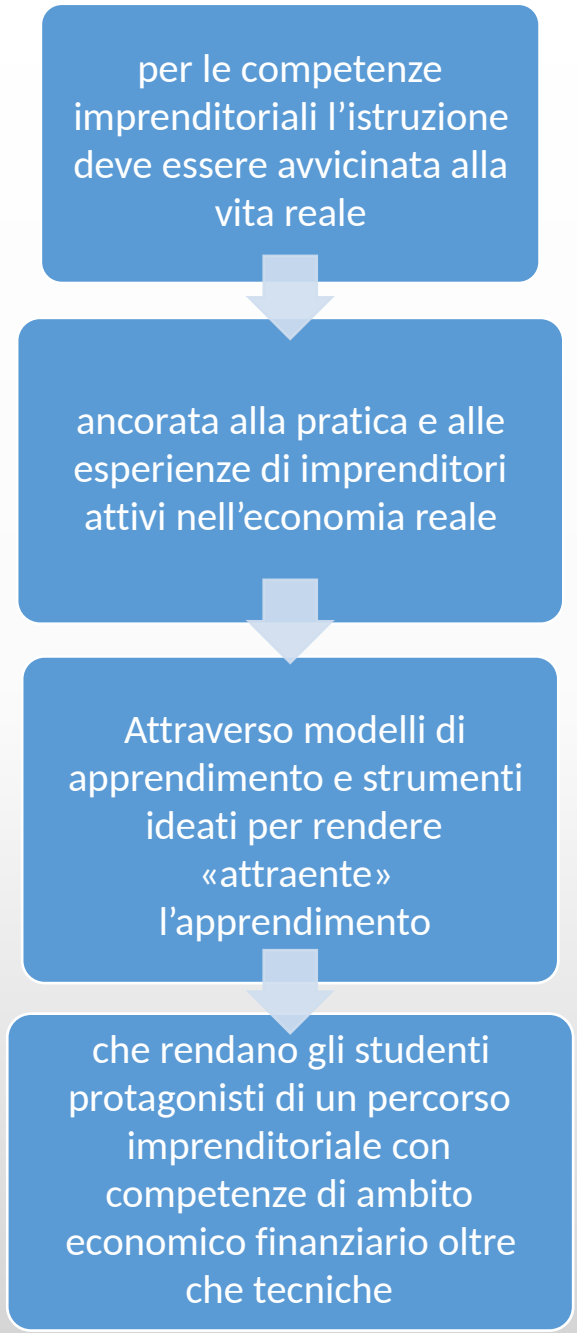 per le competenze
imprenditoriali l’istruzione
deve essere avvicinata alla
vita reale
ancorata alla pratica e alle
esperienze di imprenditori
attivi nell’economia reale
Attraverso modelli di
apprendimento e strumenti
ideati per rendere
«attraente»
l’apprendimento
che rendano gli studenti
protagonisti di un percorso
imprenditoriale con
competenze di ambito
economico finanziario oltre
che tecniche